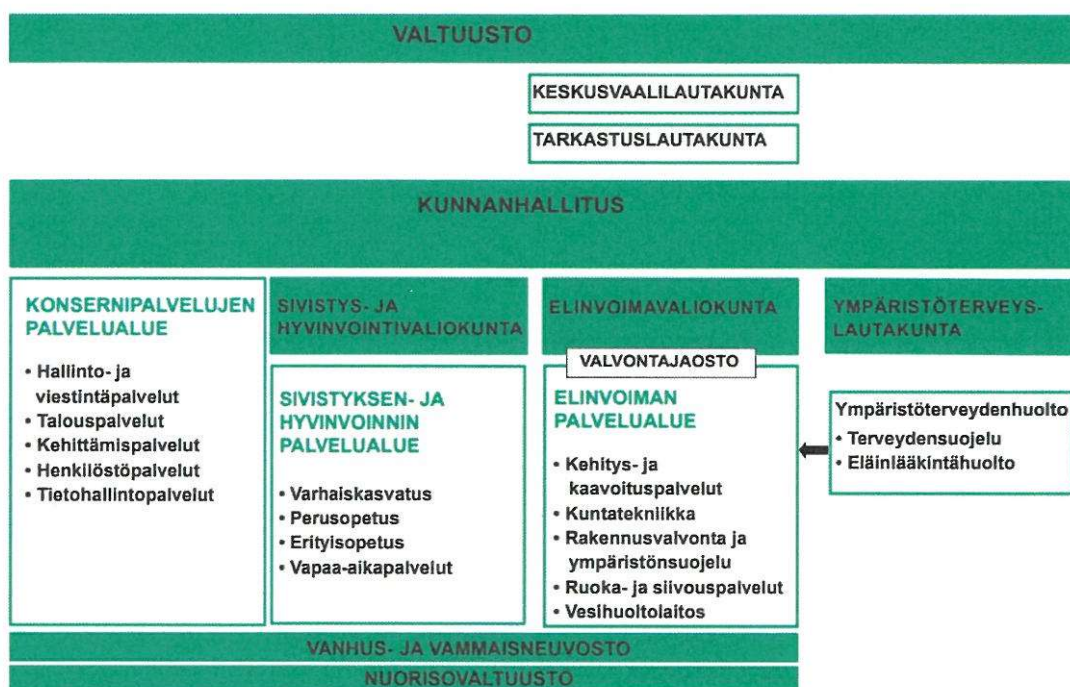 VALTUUSTO
KESKUSVAALILAUTAKUNTA
TARKASTUSLAUTAKUNTA
KUNNANHALLITUS
KONSERNIPALVELUJEN
PALVELUALUE
• Hallinto- ja
viestintäpalvelut
• Talouspalvelut
• Kehittämispalvelut
• Henkilöstöpalvelut
• Tietohallintopalvelut
SIVISTYS- JA
HYVINVOINTIVALIOKUNTA
SIVISTYKSEN- JA
HYVINVOINNIN
PALVELUALUE
• Varhaiskasvatus
• Perusopetus
• Erityisopetus
• Vapaa-aikapalvelut
ELINVOIMAVALIOKUNTA
VALVONTAJAOSTO
ELINVOIMAN
PALVELUALUE
• Kehitys- ja
kaavoituspalvelut
• Kuntatekniikka
• Rakennusvalvonta ja
ympäristönsuojelu
• Ruoka- ja siivouspalvelut
• Vesihuoltolaitos
YMPÄRISTÖTERVEYS-
LAUTAKUNTA
Ympäristöterveydenhuolto
• Terveydensuojelu
• Eläinlääkintähuolto
VANHUS- JA VAMMAISNEUVOSTO
NUORISOVALTUUSTO